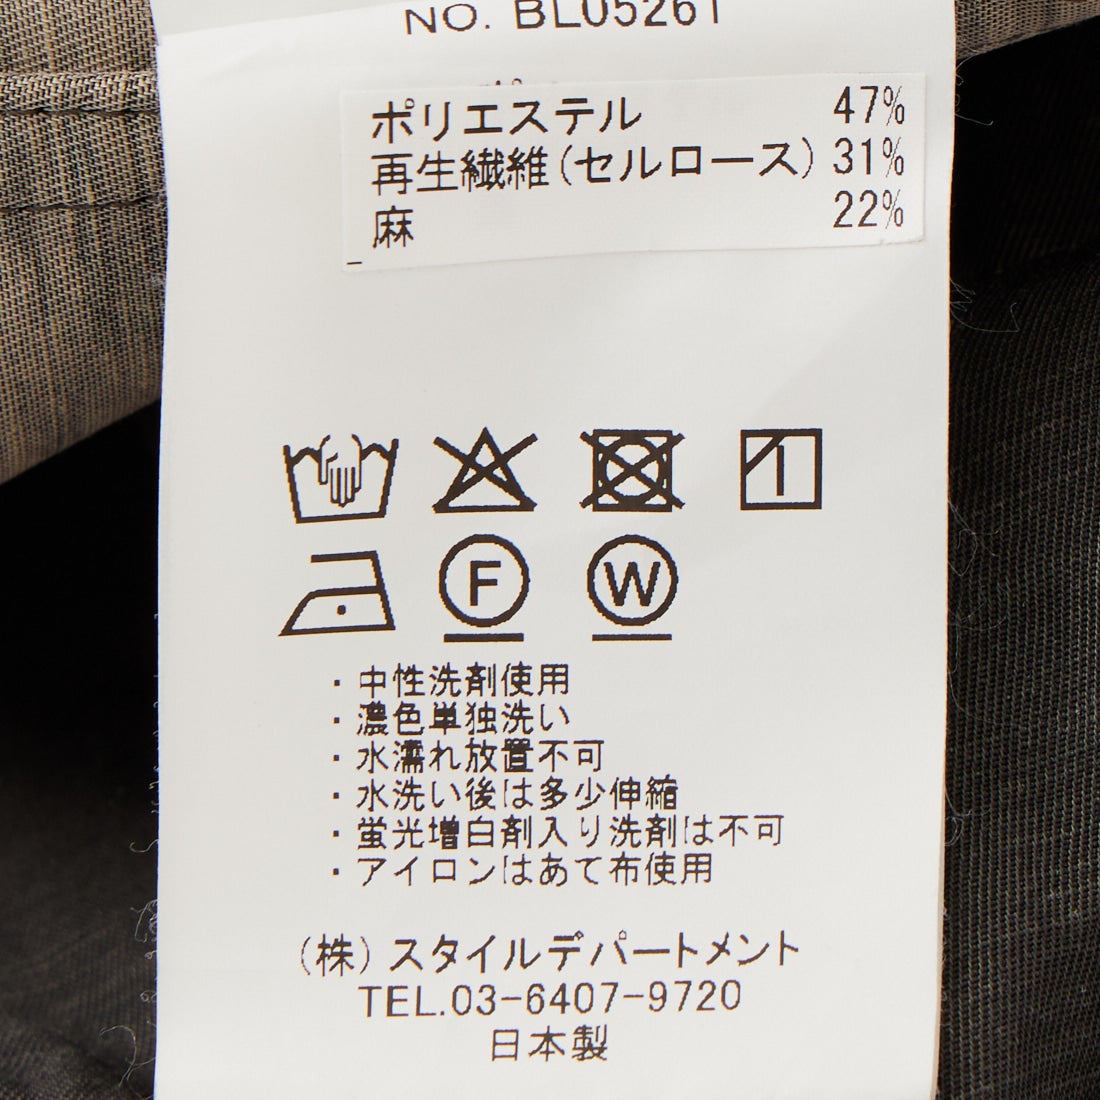 NO. BL05261
ポリエステル 47%
再生繊維(セルロース) 31%
麻 22%
F W
・中性洗剤使用
・濃色単独洗い
・水濡れ放置不可
・水洗い後は多少伸縮
・蛍光増白剤入り洗剤は不可
・アイロンはあて布使用
(株)スタイルデパートメント
TEL.03-6407-9720
日本製